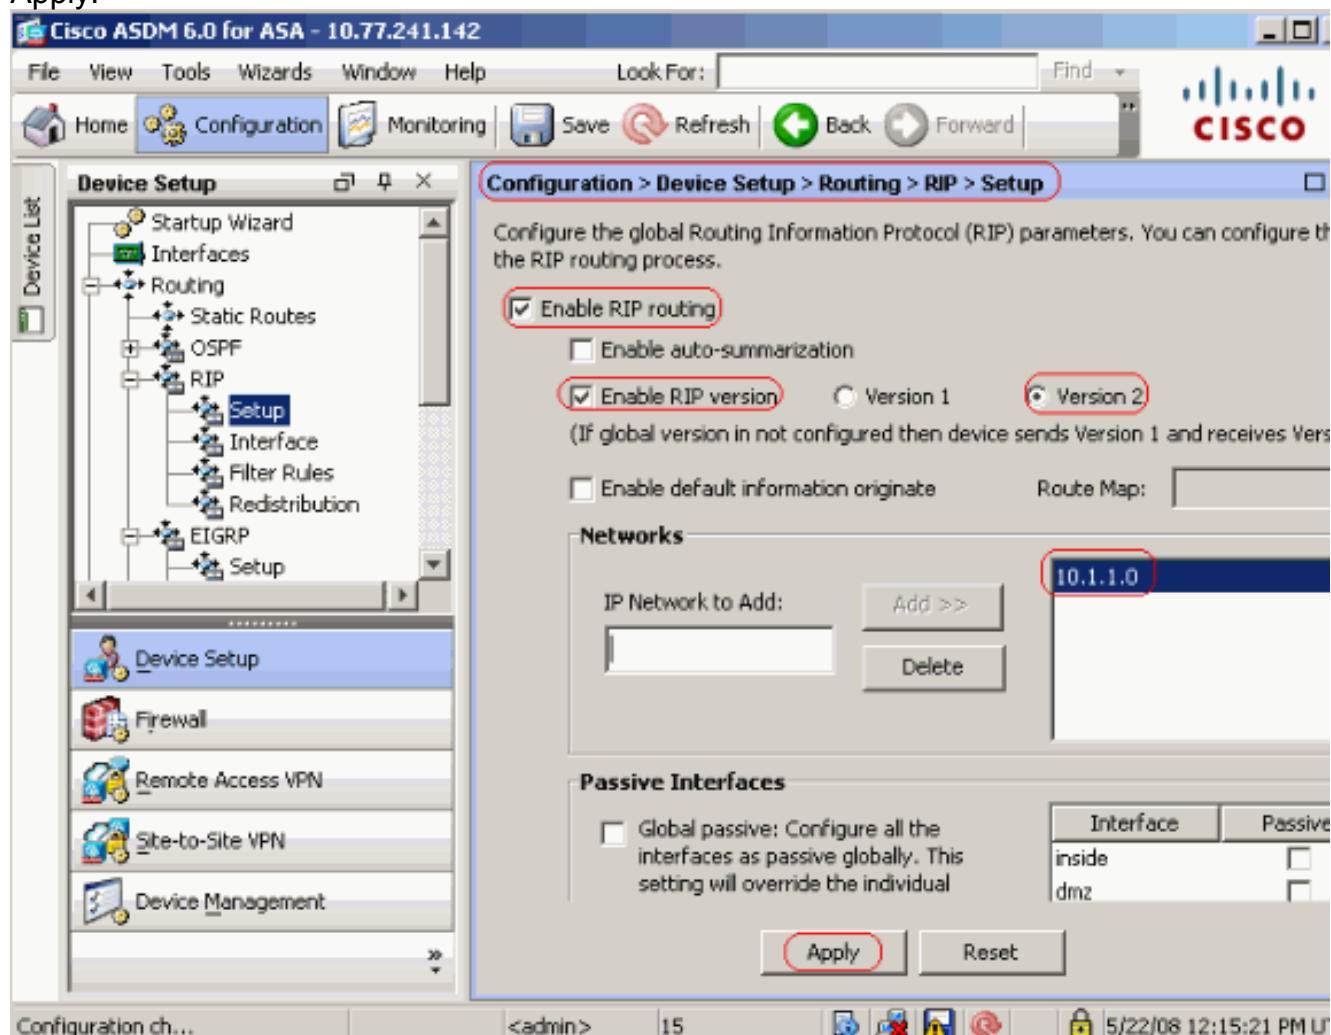 Apply.
Cisco ASDM 6.0 for ASA - 10.77.241.142
File View Tools Wizards Window Help Look For: Find
Home Configuration Monitoring Save Refresh Back Forward
CISCO
Device List
Device Setup
Startup Wizard
Interfaces
Routing
Static Routes
OSPF
RIP
Setup
Interface
Filter Rules
Redistribution
EIGRP
Setup
Device Setup
Firewall
Remote Access VPN
Site-to-Site VPN
Device Management
Configuration > Device Setup > Routing > RIP > Setup
Configure the global Routing Information Protocol (RIP) parameters. You can configure
the RIP routing process.
Enable RIP routing
Enable auto-summarization
Enable RIP version Version 1 Version 2
(If global version in not configured then device sends Version 1 and receives Vers
Enable default information originate Route Map:
Networks
IP Network to Add:
Add >>
Delete
10.1.1.0
Passive Interfaces
Global passive: Configure all the
interfaces as passive globally. This
setting will override the individual
Interface Passive
inside
dmz
Apply Reset
Configuration ch... <admin> 15 5/22/08 12:15:21 PM